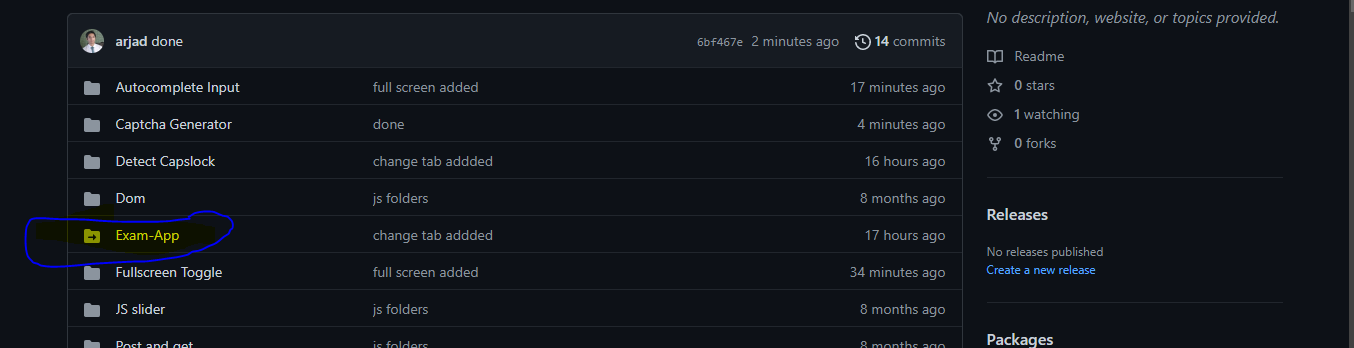 No description, website, or topics provided.
arjad done 6bf467e 2 minutes ago 14 commits
Readme
0 stars
1 watching
0 forks
Autocomplete Input full screen added 17 minutes ago
Captcha Generator done 4 minutes ago
Detect Capslock change tab addded 16 hours ago
Dom js folders 8 months ago
Exam-App change tab addded 17 hours ago
Fullscreen Toggle full screen added 34 minutes ago
JS slider js folders 8 months ago
Post and get js folders 8 months ago
Releases
No releases published
Create a new release
Packages